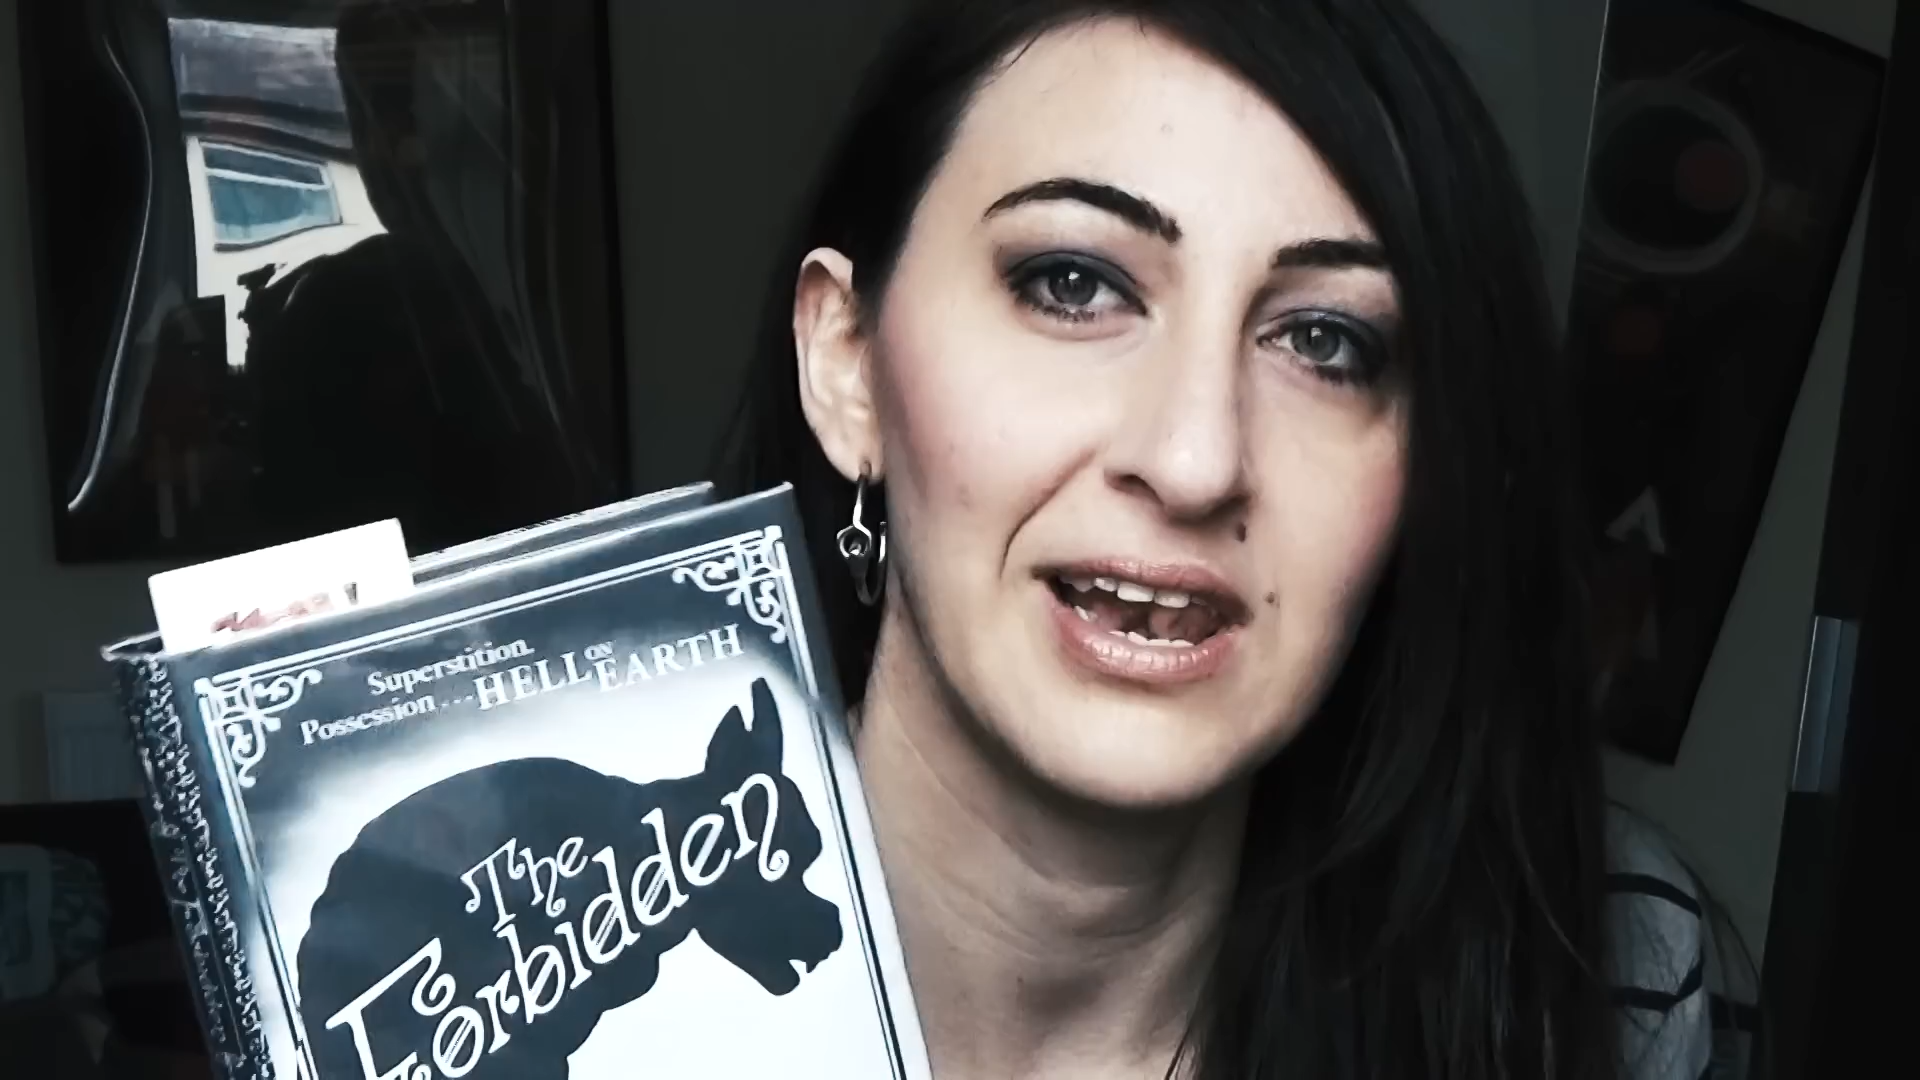 Superstition.
Possession... HELL ON EARTH
The
Forbidden